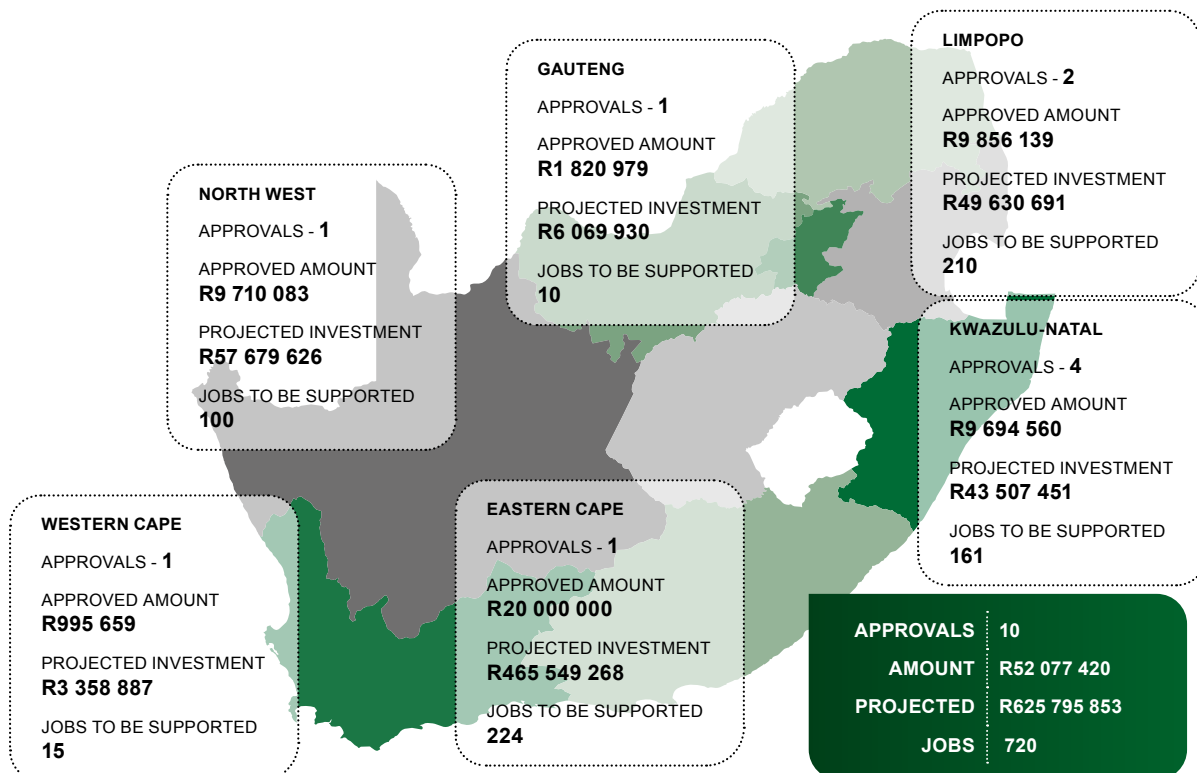 GAUTENG
APPROVALS - 1
APPROVED AMOUNT
R1 820 979
PROJECTED INVESTMENT
R6 069 930
JOBS TO BE SUPPORTED
10
LIMPOPO
APPROVALS - 2
APPROVED AMOUNT
R9 856 139
PROJECTED INVESTMENT
R49 630 691
JOBS TO BE SUPPORTED
210
NORTH WEST
APPROVALS - 1
APPROVED AMOUNT
R9 710 083
PROJECTED INVESTMENT
R57 679 626
JOBS TO BE SUPPORTED
100
KWAZULU-NATAL
APPROVALS - 4
APPROVED AMOUNT
R9 694 560
PROJECTED INVESTMENT
R43 507 451
JOBS TO BE SUPPORTED
161
WESTERN CAPE
APPROVALS - 1
APPROVED AMOUNT
R995 659
PROJECTED INVESTMENT
R3 358 887
JOBS TO BE SUPPORTED
15
EASTERN CAPE
APPROVALS - 1
APPROVED AMOUNT
R20 000 000
PROJECTED INVESTMENT
R465 549 268
JOBS TO BE SUPPORTED
224
APPROVALS 10
AMOUNT R52 077 420
PROJECTED R625 795 853
JOBS 720